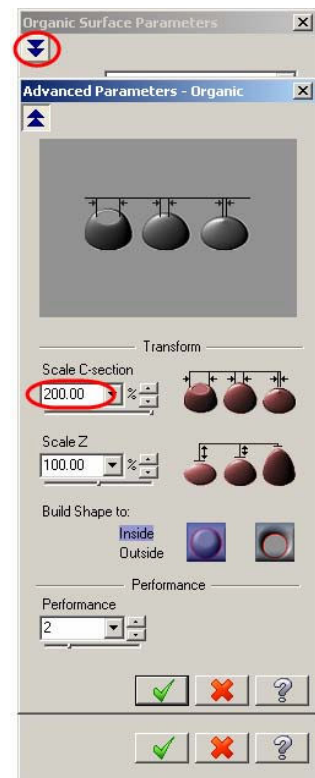 Organic Surface Parameters
Advanced Parameters - Organic
Transform
Scale C-section
200.00 %
Scale Z
100.00 %
Build Shape to:
Inside
Outside
Performance
Performance
2